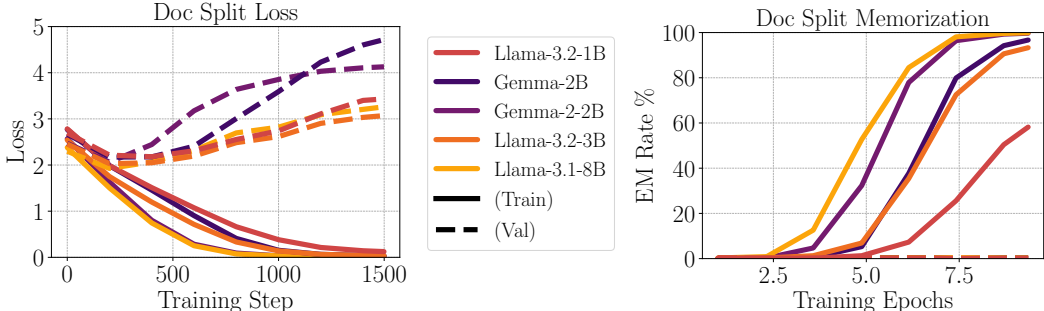 Doc Split Loss
5
4
3
2
1
0
Loss
0
500
1000
1500
Training Step
Llama-3.2-1B
Gemma-2B
Gemma-2-2B
Llama-3.2-3B
Llama-3.1-8B
(Train)
(Val)
Doc Split Memorization
100
80
60
40
20
0
EM Rate %
2.5
5.0
7.5
Training Epochs